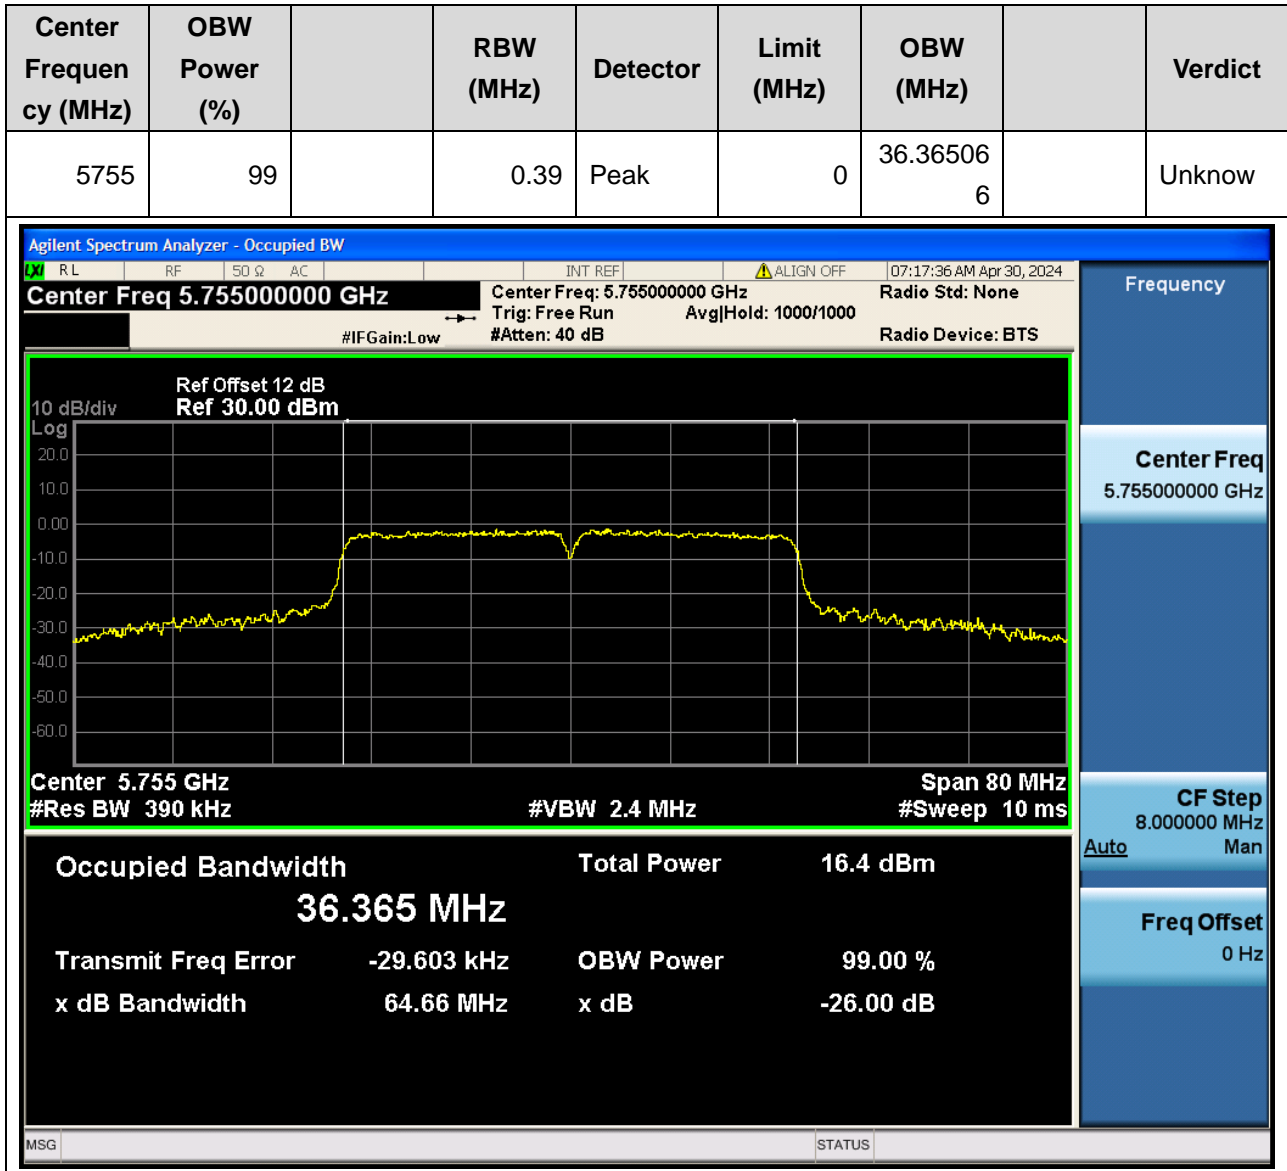 Center Frequen cy (MHz)
OBW Power (%)
RBW (MHz)
Detector
Limit (MHz)
OBW (MHz)
Verdict
5755
99
0.39
Peak
0
36.36506 6
Unknow
Agilent Spectrum Analyzer - Occupied BW
LXI RL RF 50 Ω AC INT REF ALIGN OFF 07:17:36 AM Apr 30, 2024
Center Freq 5.755000000 GHz
Center Freq: 5.755000000 GHz
Radio Std: None
Trig: Free Run Avg|Hold: 1000/1000
#IFGain:Low
#Atten: 40 dB
Radio Device: BTS
Frequency
Ref Offset 12 dB
10 dB/div Ref 30.00 dBm
Log
20.0
10.0
0.00
-10.0
-20.0
-30.0
-40.0
-50.0
-60.0
Center 5.755 GHz Span 80 MHz
#Res BW 390 kHz #VBW 2.4 MHz #Sweep 10 ms
Center Freq
5.755000000 GHz
CF Step
8.000000 MHz
Auto Man
Freq Offset
0 Hz
Occupied Bandwidth Total Power 16.4 dBm
36.365 MHz
Transmit Freq Error -29.603 kHz OBW Power 99.00 %
x dB Bandwidth 64.66 MHz x dB -26.00 dB
MSG STATUS